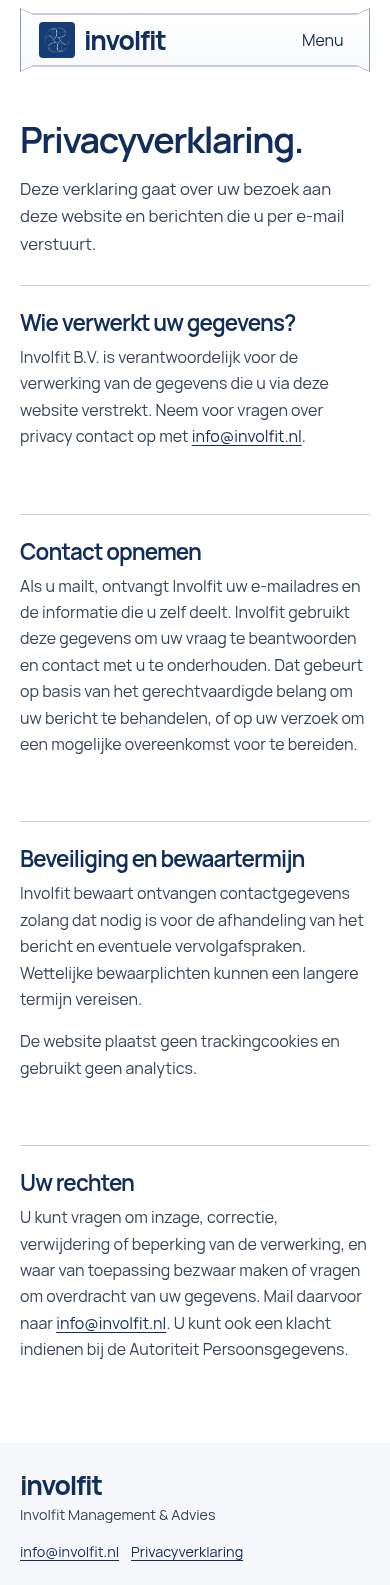 involfit
Menu
Privacyverklaring.
Deze verklaring gaat over uw bezoek aan
deze website en berichten die u per e-mail
verstuurt.
Wie verwerkt uw gegevens?
Involfit B.V. is verantwoordelijk voor de
verwerking van de gegevens die u via deze
website verstrekt. Neem voor vragen over
privacy contact op met info@involfit.nl.
Contact opnemen
Als u mailt, ontvangt Involfit uw e-mailadres en
de informatie die u zelf deelt. Involfit gebruikt
deze gegevens om uw vraag te beantwoorden
en contact met u te onderhouden. Dat gebeurt
op basis van het gerechtvaardigde belang om
uw bericht te behandelen, of op uw verzoek om
een mogelijke overeenkomst voor te bereiden.
Beveiliging en bewaartermijn
Involfit bewaart ontvangen contactgegevens
zolang dat nodig is voor de afhandeling van het
bericht en eventuele vervolgafspraken.
Wettelijke bewaarplichten kunnen een langere
termijn vereisen.
De website plaatst geen trackingcookies en
gebruikt geen analytics.
Uw rechten
U kunt vragen om inzage, correctie,
verwijdering of beperking van de verwerking, en
waar van toepassing bezwaar maken of vragen
om overdracht van uw gegevens. Mail daarvoor
naar info@involfit.nl. U kunt ook een klacht
indienen bij de Autoriteit Persoonsgegevens.
involfit
Involfit Management & Advies
info@involfit.nl Privacyverklaring